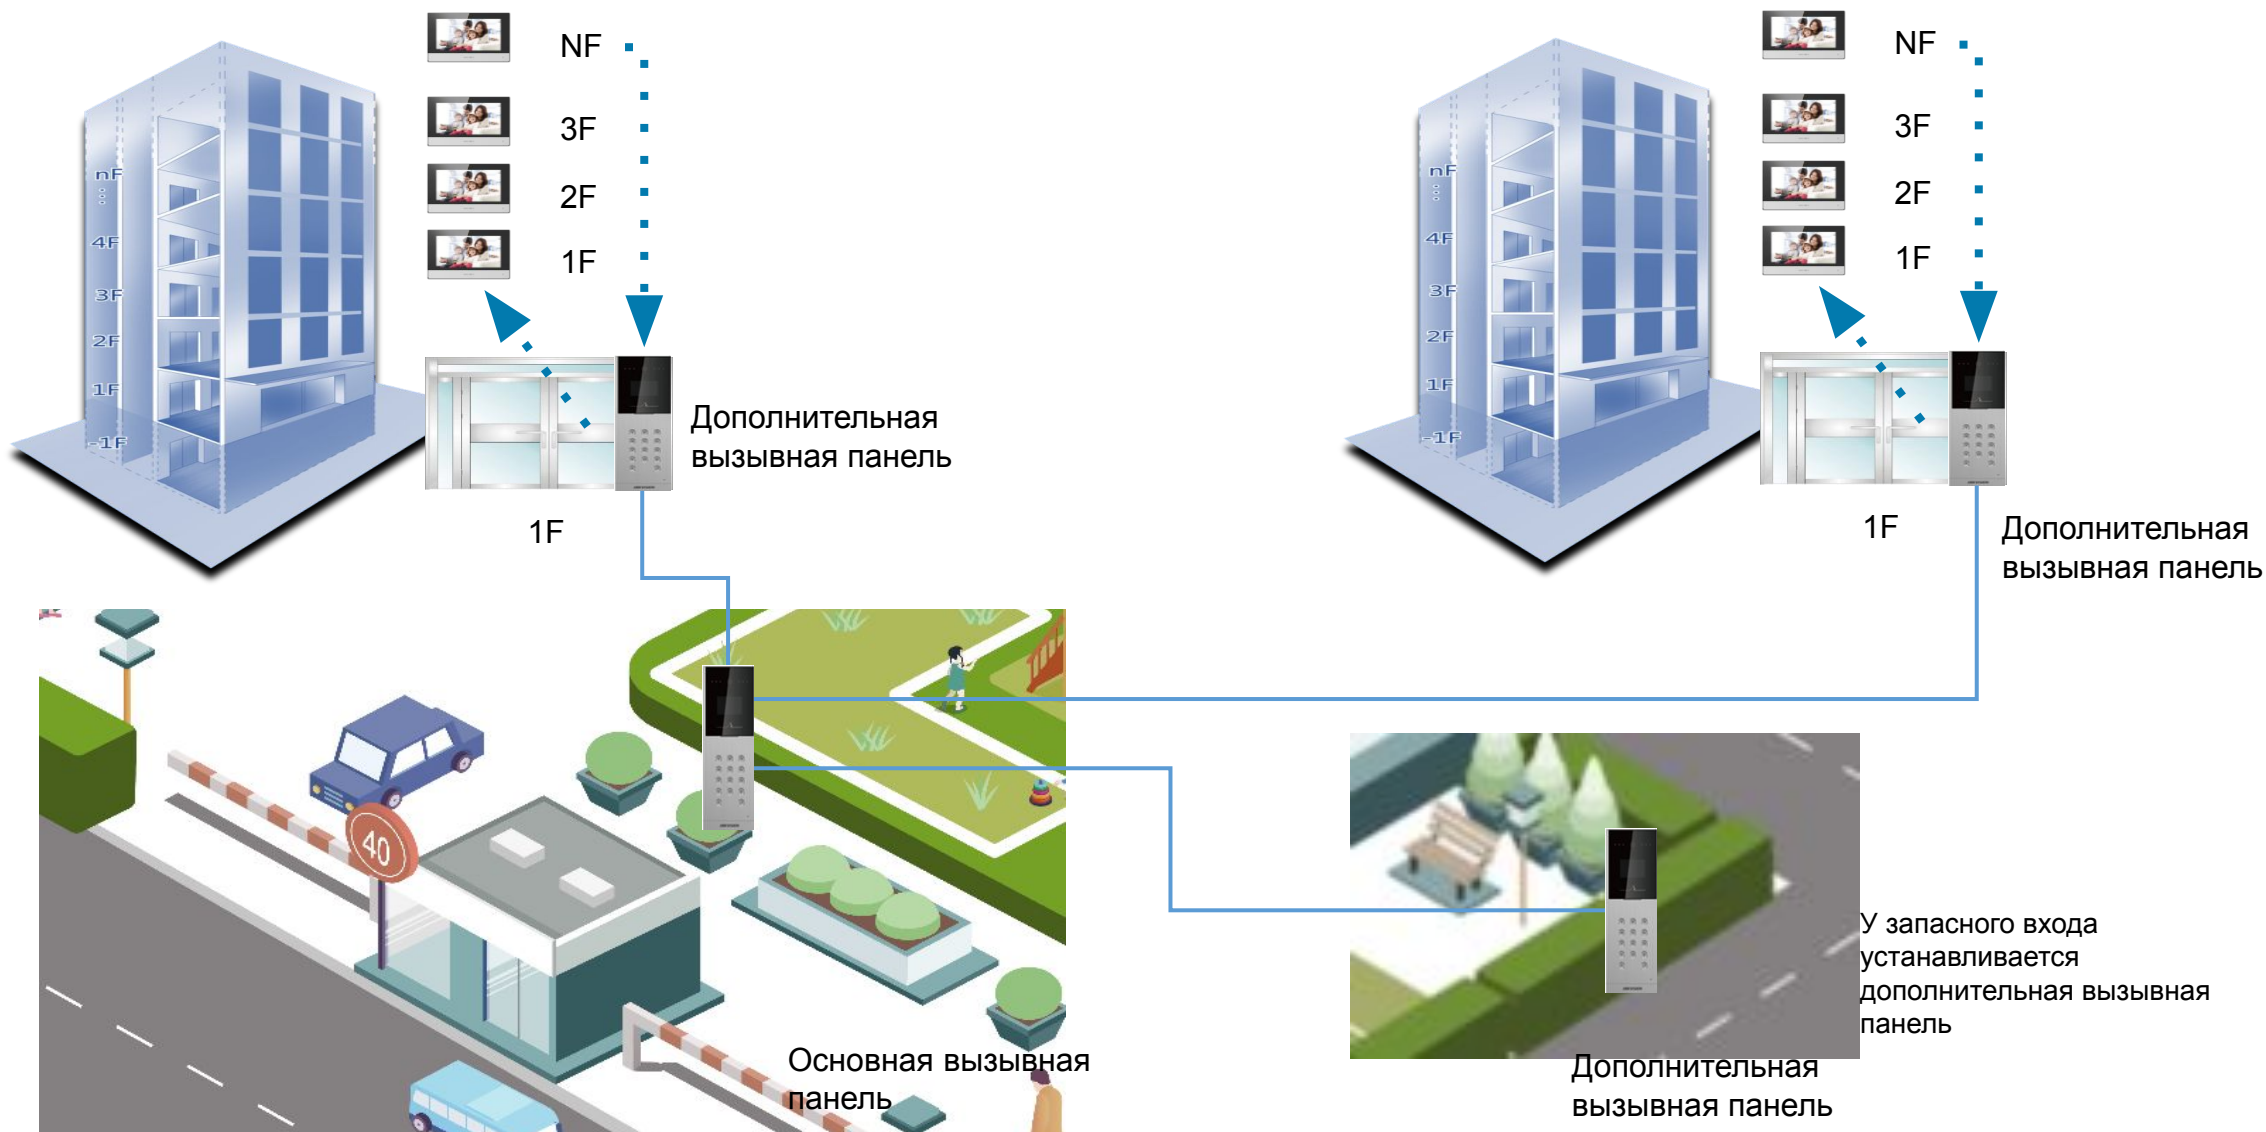 NF
3F
2F
1F
nF
4F
3F
2F
1F
-1F
Дополнительная
вызывная панель
1F
NF
3F
2F
1F
nF
4F
3F
2F
1F
-1F
1F
Дополнительная
вызывная панель
40
Основная вызывная
панель
У запасного входа
устанавливается
дополнительная вызывная
панель
Дополнительная
вызывная панель